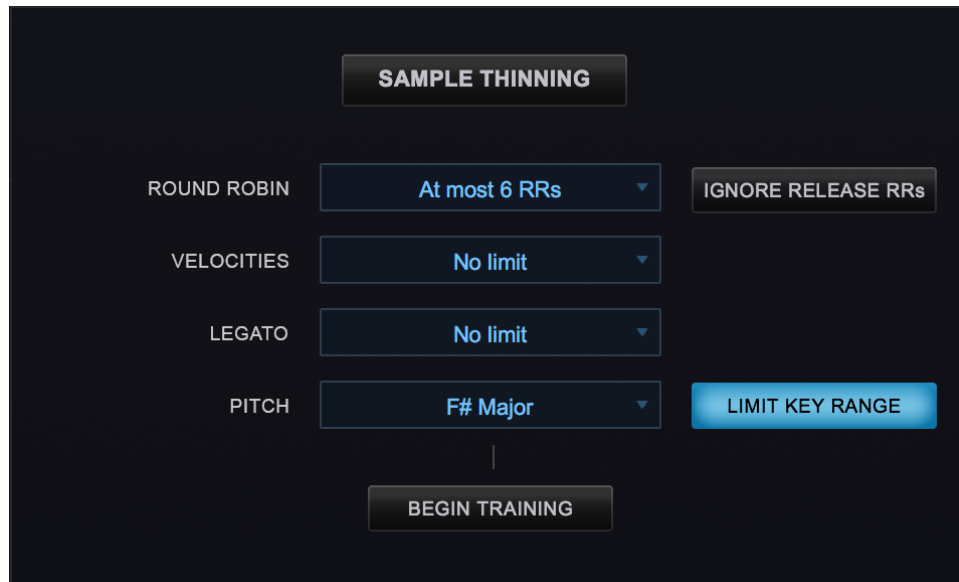 SAMPLE THINNING
ROUND ROBIN At most 6 RRs IGNORE RELEASE RRs
VELOCITIES No limit
LEGATO No limit
PITCH F# Major LIMIT KEY RANGE
BEGIN TRAINING